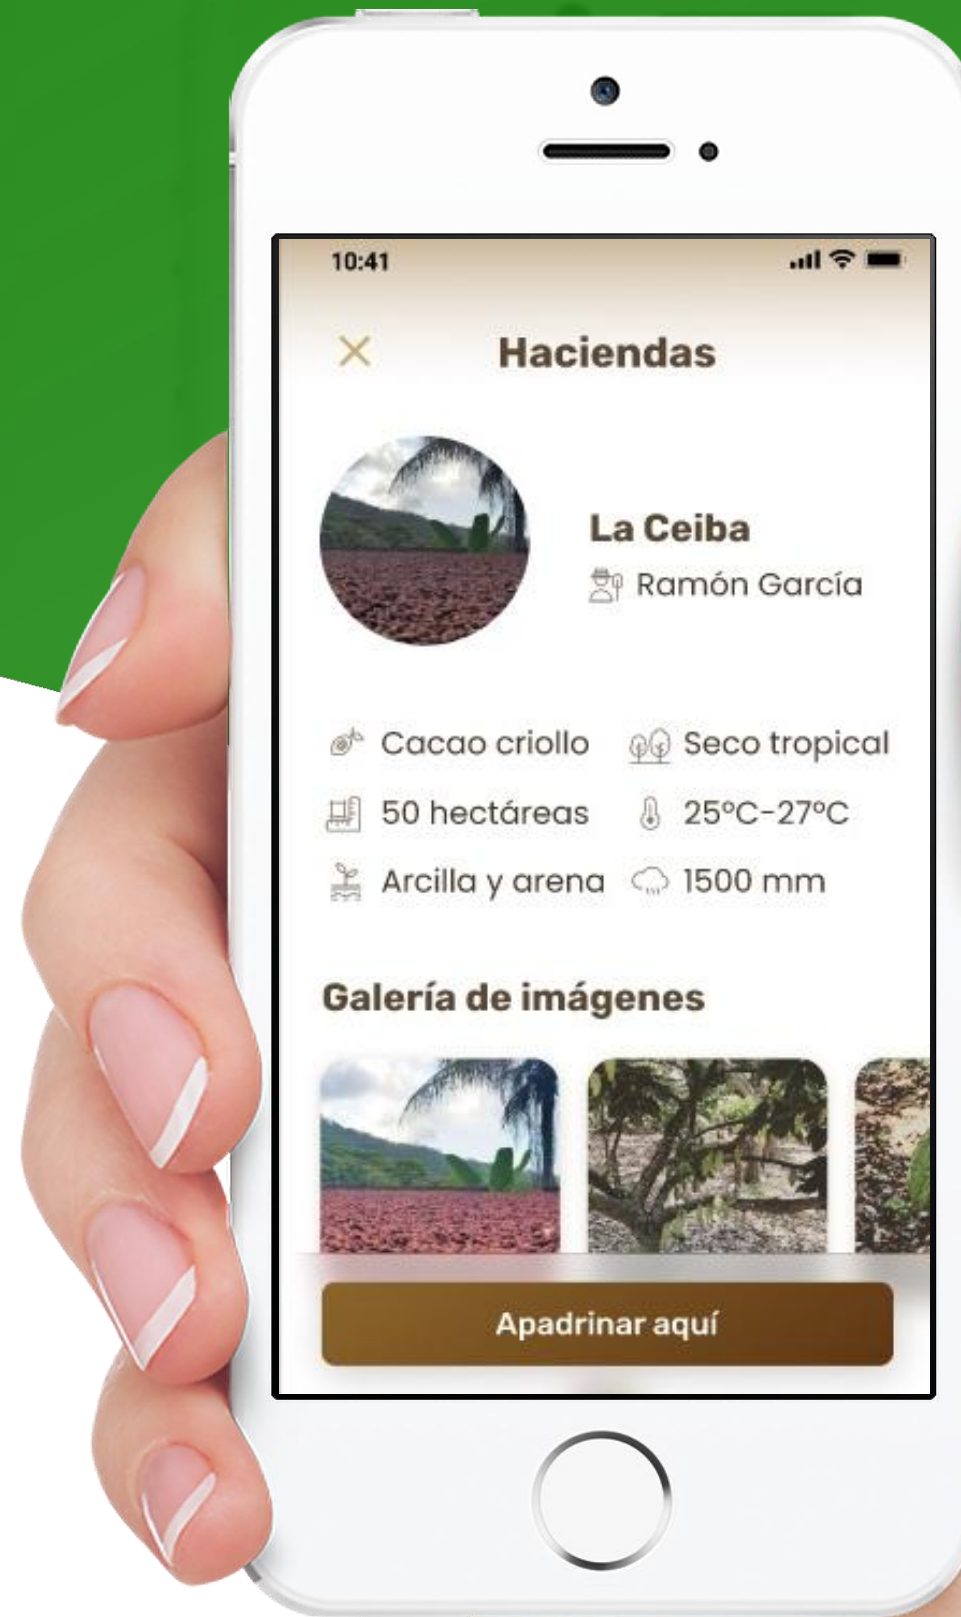 10:41
Haciendas
La Ceiba
Ramón García
Cacao criollo
Seco tropical
50 hectáreas
25°C-27°C
Arcilla y arena
1500 mm
Galería de imágenes
Apadrinar aquí